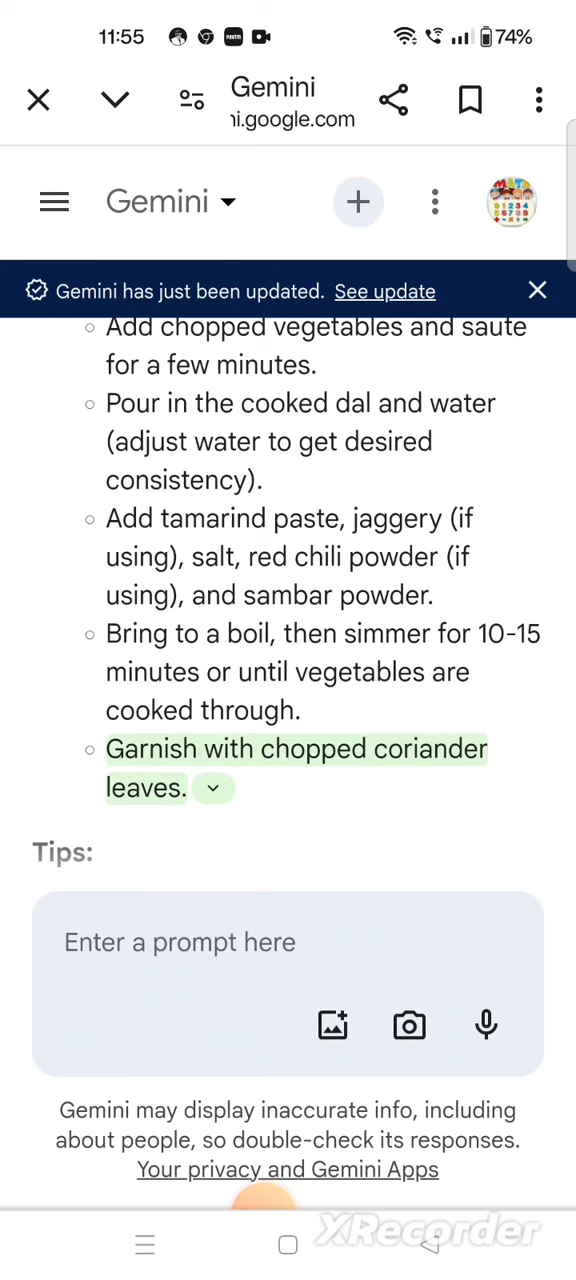 11:55
74%
Gemini
ni.google.com
Gemini
Gemini has just been updated. See update
Add chopped vegetables and saute
for a few minutes.
Pour in the cooked dal and water
(adjust water to get desired
consistency).
Add tamarind paste, jaggery (if
using), salt, red chili powder (if
using), and sambar powder.
Bring to a boil, then simmer for 10-15
minutes or until vegetables are
cooked through.
Garnish with chopped coriander
leaves.
Tips:
Enter a prompt here
Gemini may display inaccurate info, including
about people, so double-check its responses.
Your privacy and Gemini Apps
XRecorder